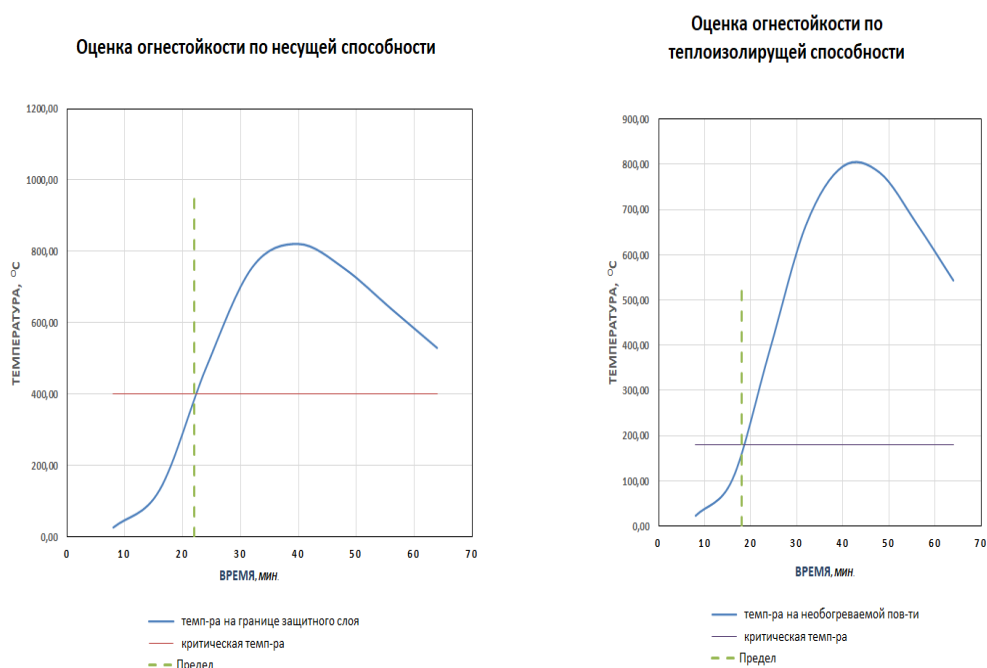 Оценка огнестойкости по несущей способности
1200,00
1000,00
800,00
600,00
400,00
200,00
0,00
ТЕМПЕРАТУРА, °С
0 10 20 30 40 50 60 70
ВРЕМЯ, мин.
темп-ра на границе защитного слоя
критическая темп-ра
Предел
Оценка огнестойкости по
теплоизолирущей способности
900,00
800,00
700,00
600,00
500,00
400,00
300,00
200,00
100,00
0,00
ТЕМПЕРАТУРА, °С
0 10 20 30 40 50 60 70
ВРЕМЯ, мин.
темп-ра на необогреваемой пов-ти
критическая темп-ра
Предел